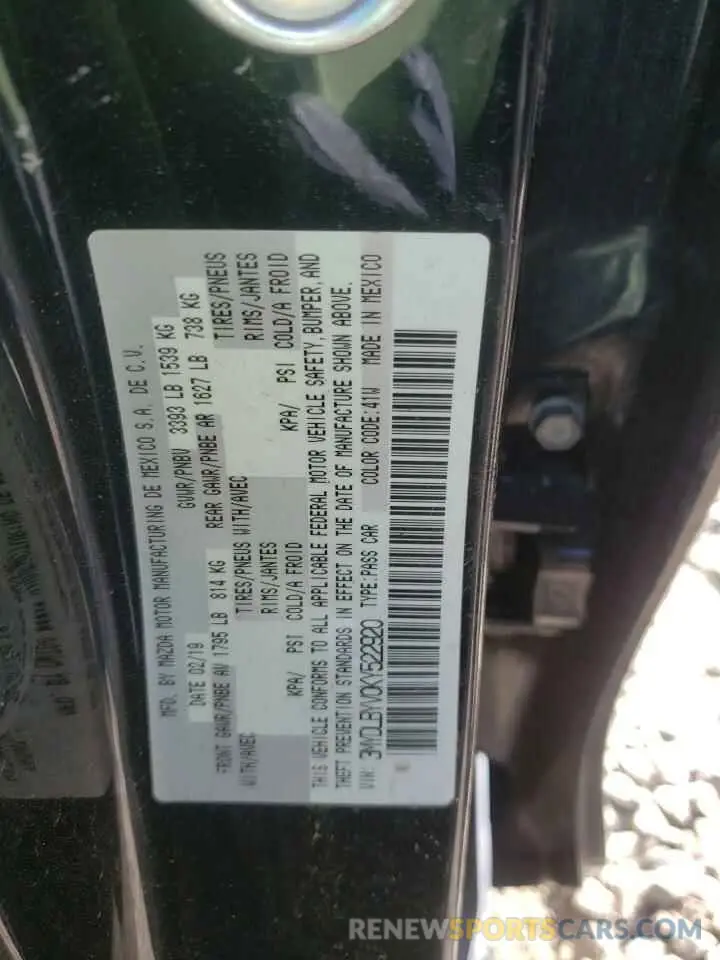 MFD. BY MAZDA MOTOR MANUFACTURING DE MEXICO S.A. DE C.V.
DATE 02/19 GVWR/PNBV 3393 LB 1539 KG
FRONT GAWR/PNBE AV 1795 LB 814 KG REAR GAWR/PNBE AR 1627 LB 738 KG
WITH/AVEC TIRES/PNEUS WITH/AVEC TIRES/PNEUS
RIMS/JANTES RIMS/JANTES
KPA/ PSI COLD/A FROID KPA/ PSI COLD/A FROID
THIS VEHICLE CONFORMS TO ALL APPLICABLE FEDERAL MOTOR VEHICLE SAFETY, BUMPER, AND
THEFT PREVENTION STANDARDS IN EFFECT ON THE DATE OF MANUFACTURE SHOWN ABOVE.
VIN: 3MYDLBYV0KY522920 TYPE:PASS CAR COLOR CODE:41W MADE IN MEXICO
RENEWSPORTSCARS.COM